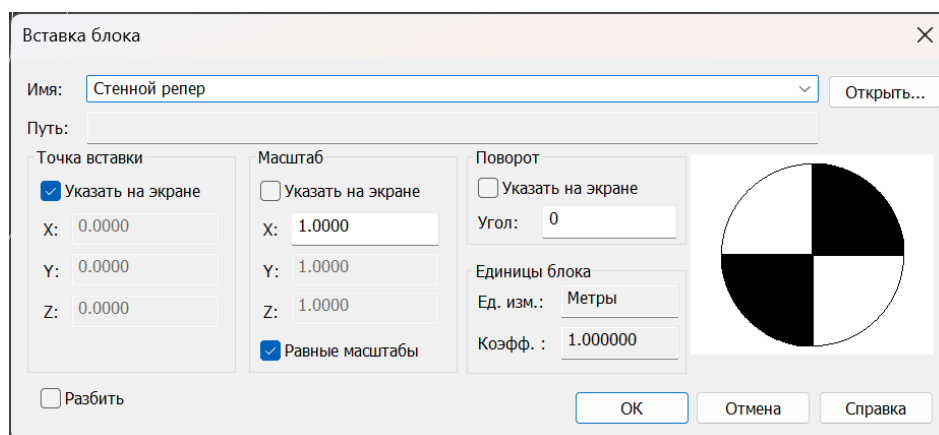 Вставка блока
Имя: Стенной репер Открыть...
Путь:
Точка вставки Масштаб Поворот
Указать на экране Указать на экране Указать на экране
X: 0.0000 X: 1.0000 Угол: 0
Y: 0.0000 Y: 1.0000 Единицы блока
Z: 0.0000 Z: 1.0000 Ед. изм.: Метры
Равные масштабы Коэфф. : 1.000000
Разбить ОК Отмена Справка